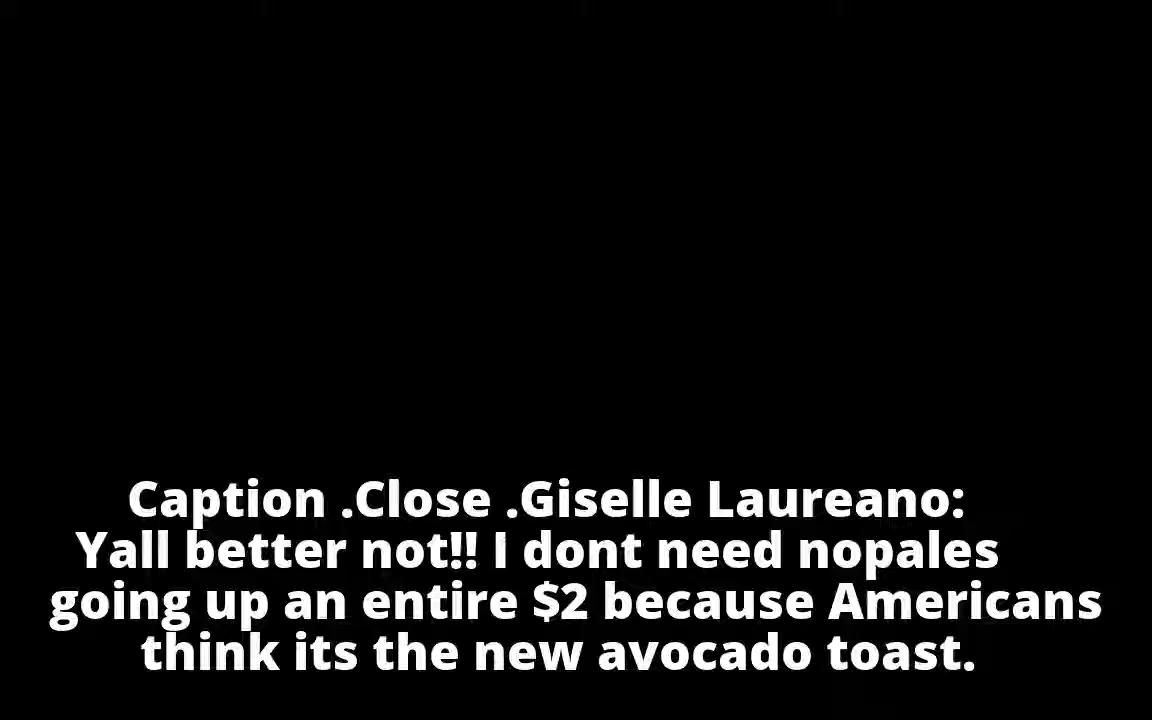 Caption .Close .Giselle Laureano:
Yall better not!! I dont need nopales
going up an entire $2 because Americans
think its the new avocado toast.